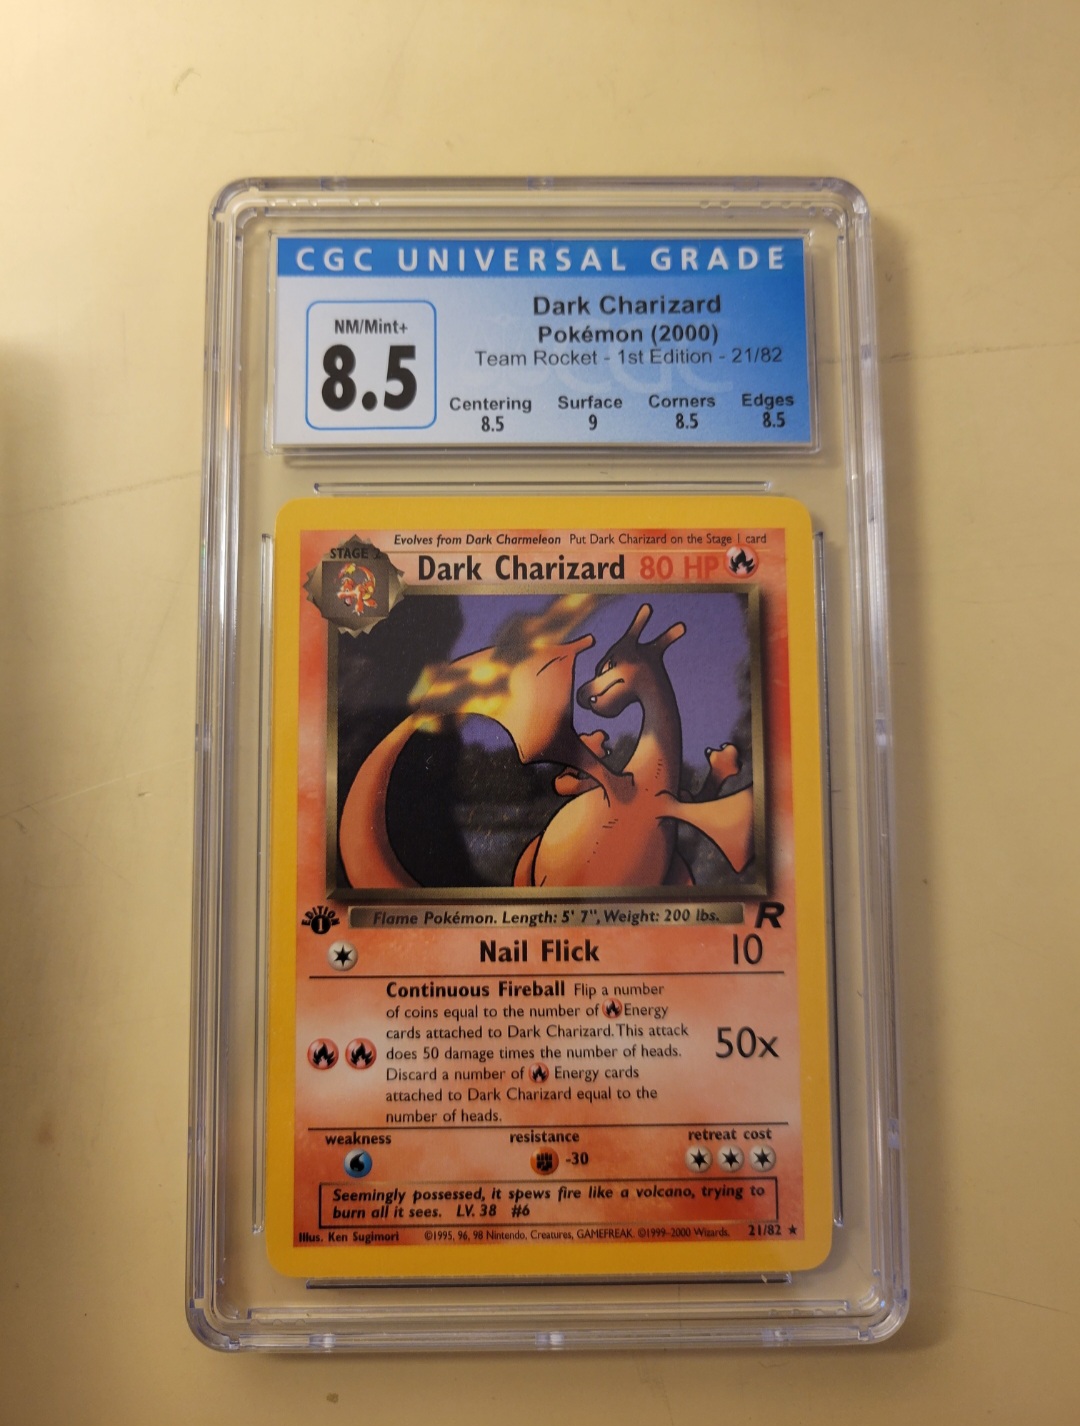 CGC UNIVERSAL GRADE
NM/Mint+
8.5
Dark Charizard
Pokémon (2000)
Team Rocket - 1st Edition - 21/82
Centering Surface Corners Edges
8.5 9 8.5 8.5
Evolves from Dark Charmeleon Put Dark Charizard on the Stage 1 card
STAGE 2
Dark Charizard 80 HP
EDITION
1
Flame Pokémon. Length: 5' 7", Weight: 200 lbs.
R
Nail Flick 10
Continuous Fireball Flip a number
of coins equal to the number of Energy
cards attached to Dark Charizard. This attack
does 50 damage times the number of heads.
Discard a number of Energy cards
attached to Dark Charizard equal to the
number of heads.
50x
weakness resistance retreat cost
-30
Seemingly possessed, it spews fire like a volcano, trying to
burn all it sees. LV. 38 #6
Illus. Ken Sugimori ©1995, 96, 98 Nintendo, Creatures, GAMEFREAK. ©1999-2000 Wizards. 21/82 ★